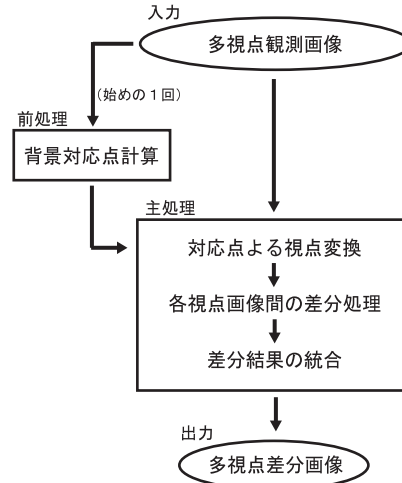 入力
多視点観測画像
(始めの１回)
前処理
背景対応点計算
主処理
対応点よる視点変換
各視点画像間の差分処理
差分結果の統合
出力
多視点差分画像